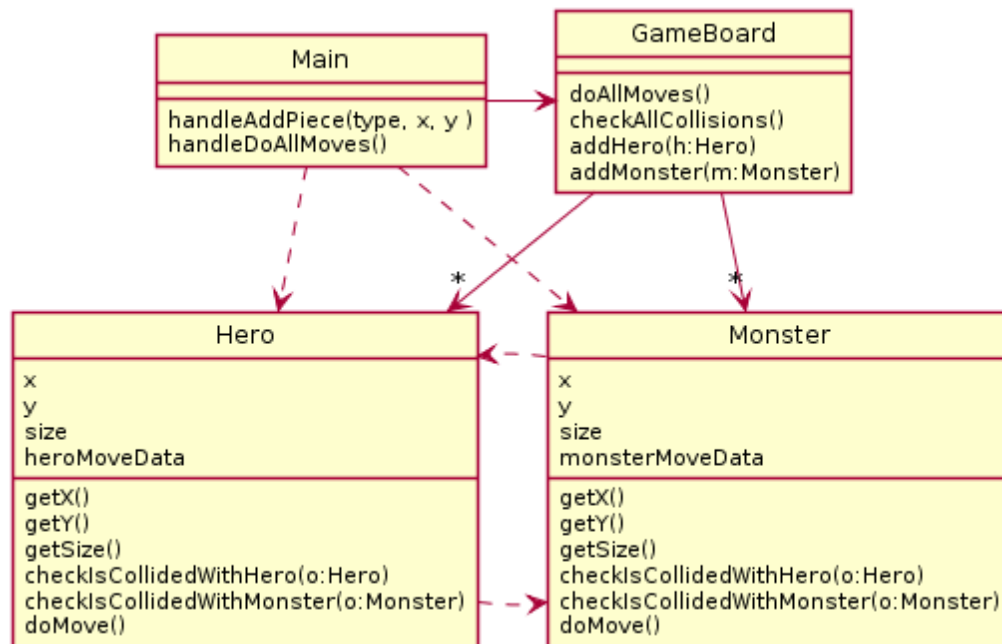 Main
handleAddPiece(type, x, y )
handleDoAllMoves()
GameBoard
doAllMoves()
checkAllCollisions()
addHero(h:Hero)
addMonster(m:Monster)
*
*
Hero
x
y
size
heroMoveData
getX()
getY()
getSize()
checkIsCollidedWithHero(o:Hero)
checkIsCollidedWithMonster(o:Monster)
doMove()
Monster
x
y
size
monsterMoveData
getX()
getY()
getSize()
checkIsCollidedWithHero(o:Hero)
checkIsCollidedWithMonster(o:Monster)
doMove()